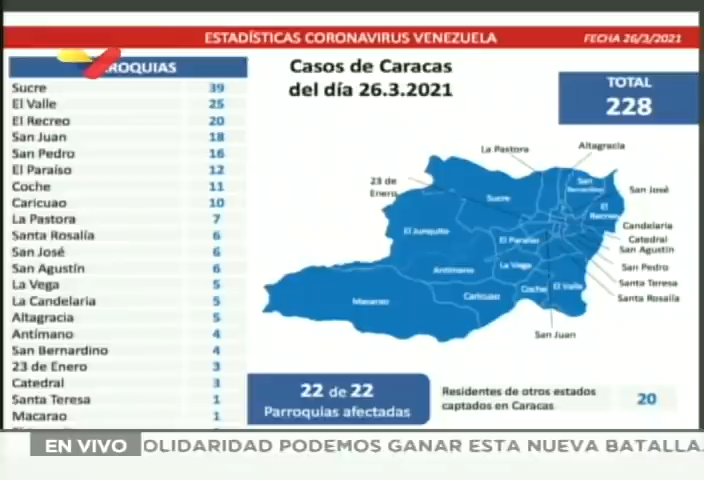 ESTADÍSTICAS CORONAVIRUS VENEZUELA
FECHA 26/3/2021
ROQUIAS
Sucre 39
El Valle 25
El Recreo 20
San Juan 18
San Pedro 16
El Paraíso 12
Coche 11
Caricuao 10
La Pastora 7
Santa Rosalía 6
San José 6
San Agustín 6
La Vega 5
La Candelaria 5
Altagracia 5
Antímano 4
San Bernardino 4
23 de Enero 3
Catedral 3
Santa Teresa 1
Macarao 1
Casos de Caracas
del día 26.3.2021
TOTAL
228
La Pastora
Altagracia
23 de
Enero
San
Bernardino
San José
Sucre
El
Recreo
El Junquito
Candelaria
El Paraíso
Catedral
San Agustín
Antímano
La Vega
San Pedro
Santa Teresa
Coche
El Valle
Caricuao
Santa Rosalía
Macarao
San Juan
22 de 22
Parroquias afectadas
Residentes de otros estados
captados en Caracas
20
EN VIVO
OLIDARIDAD PODEMOS GANAR ESTA NUEVA BATALLA.